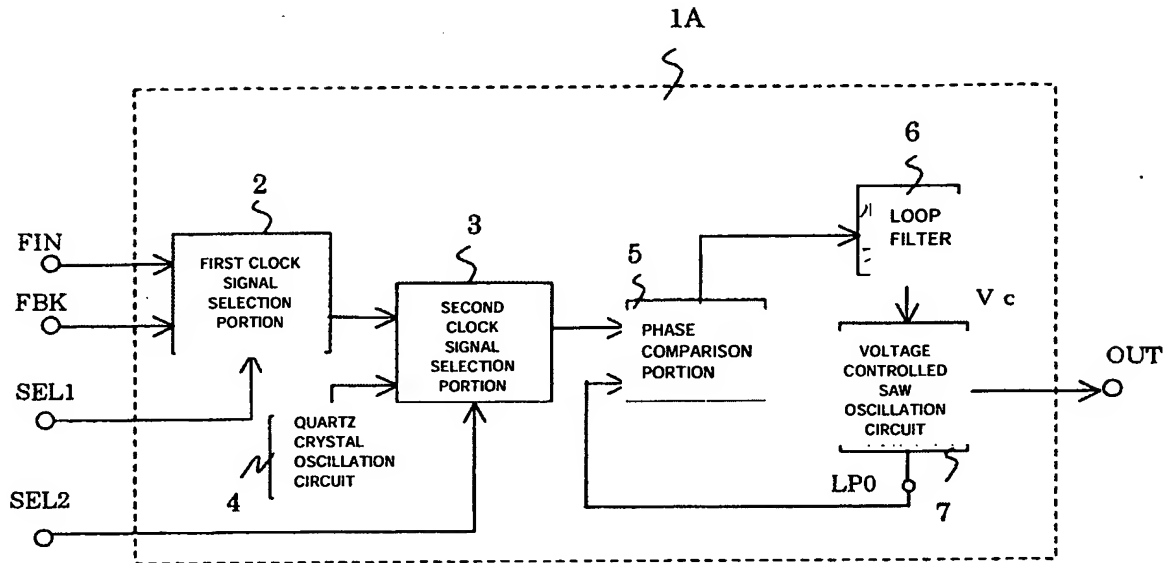 1A
2
FIN
FBK
SEL1
SEL2
FIRST CLOCK
SIGNAL
SELECTION
PORTION
3
SECOND
CLOCK
SIGNAL
SELECTION
PORTION
4
QUARTZ
CRYSTAL
OSCILLATION
CIRCUIT
5
PHASE
COMPARISON
PORTION
6
LOOP
FILTER
V c
VOLTAGE
CONTROLLED
SAW
OSCILLATION
CIRCUIT
OUT
LP0
7